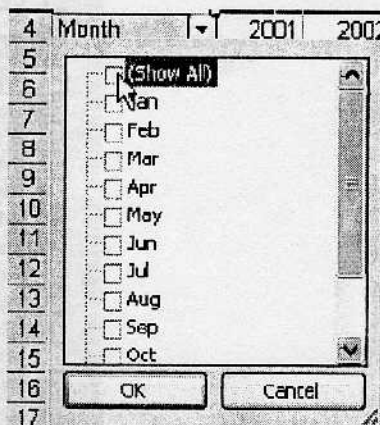 4 Month 2001 2002
5 (Show All)
6 Jan
7 Feb
8 Mar
9 Apr
10 May
11 Jun
12 Jul
13 Aug
14 Sep
15 Oct
16 OK Cancel
17